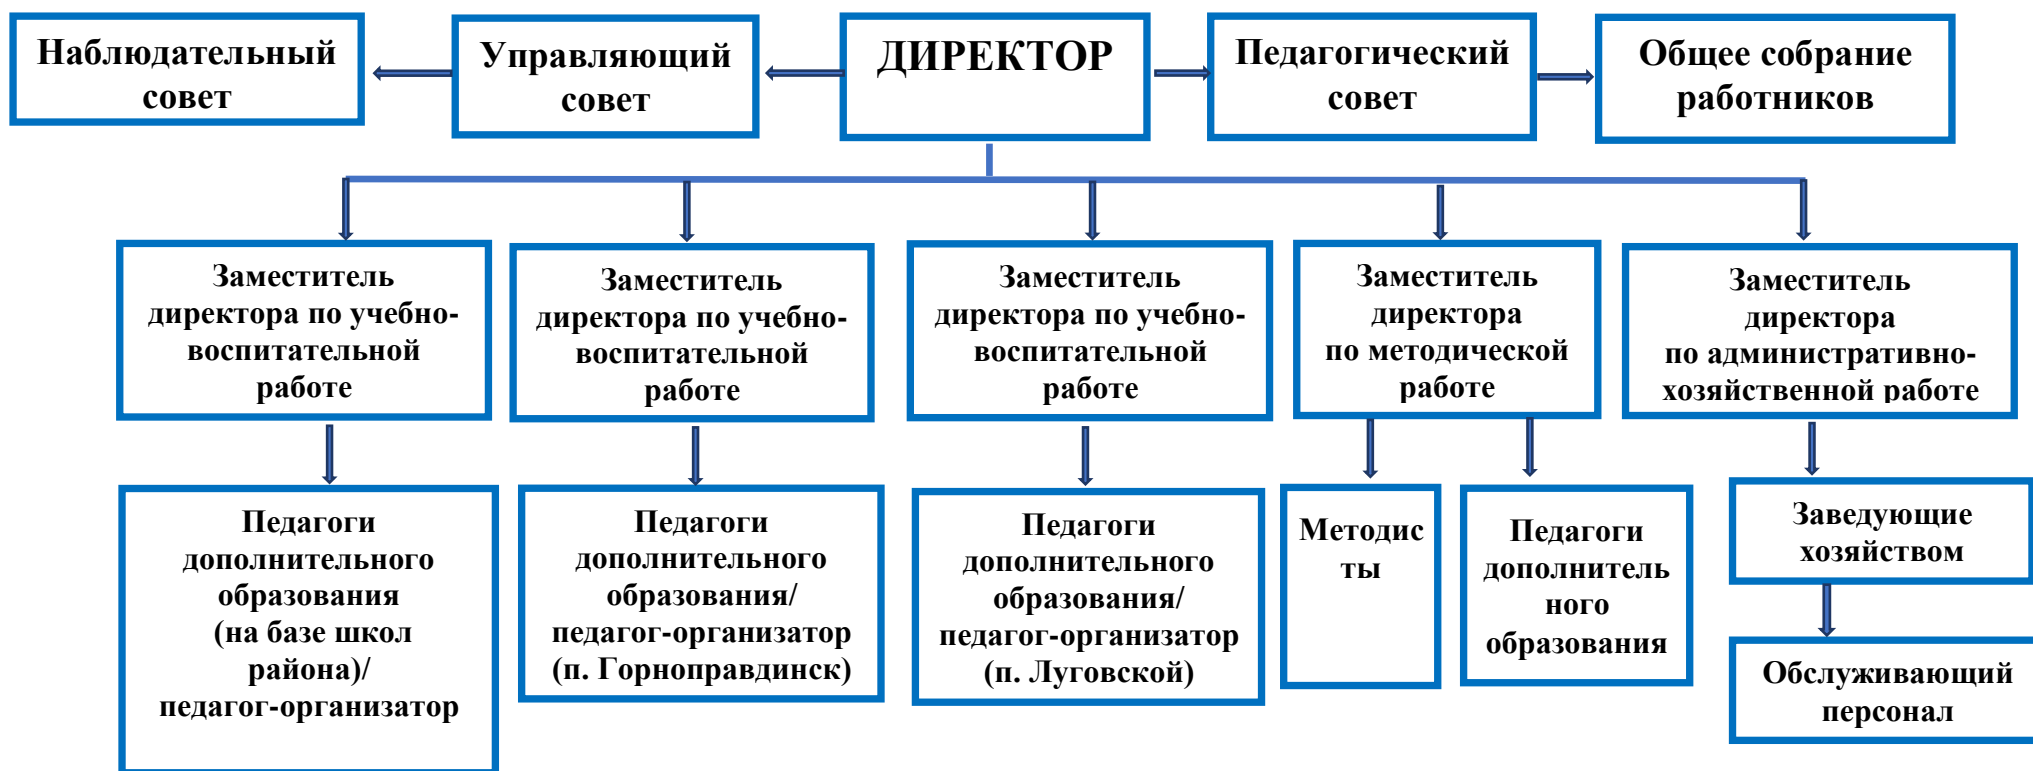 Наблюдательный
совет
Управляющий
совет
ДИРЕКТОР
Педагогический
совет
Общее собрание
работников
Заместитель
директора по учебно-
воспитательной
работе
Заместитель
директора по учебно-
воспитательной
работе
Заместитель
директора по учебно-
воспитательной
работе
Заместитель
директора
по методической
работе
Заместитель
директора
по административно-
хозяйственной работе
Педагоги
дополнительного
образования
(на базе школ
района)/
педагог-организатор
Педагоги
дополнительного
образования/
педагог-организатор
(п. Горноправдинск)
Педагоги
дополнительного
образования/
педагог-организатор
(п. Луговской)
Методис
ты
Педагоги
дополнитель
ного
образования
Заведующие
хозяйством
Обслуживающий
персонал